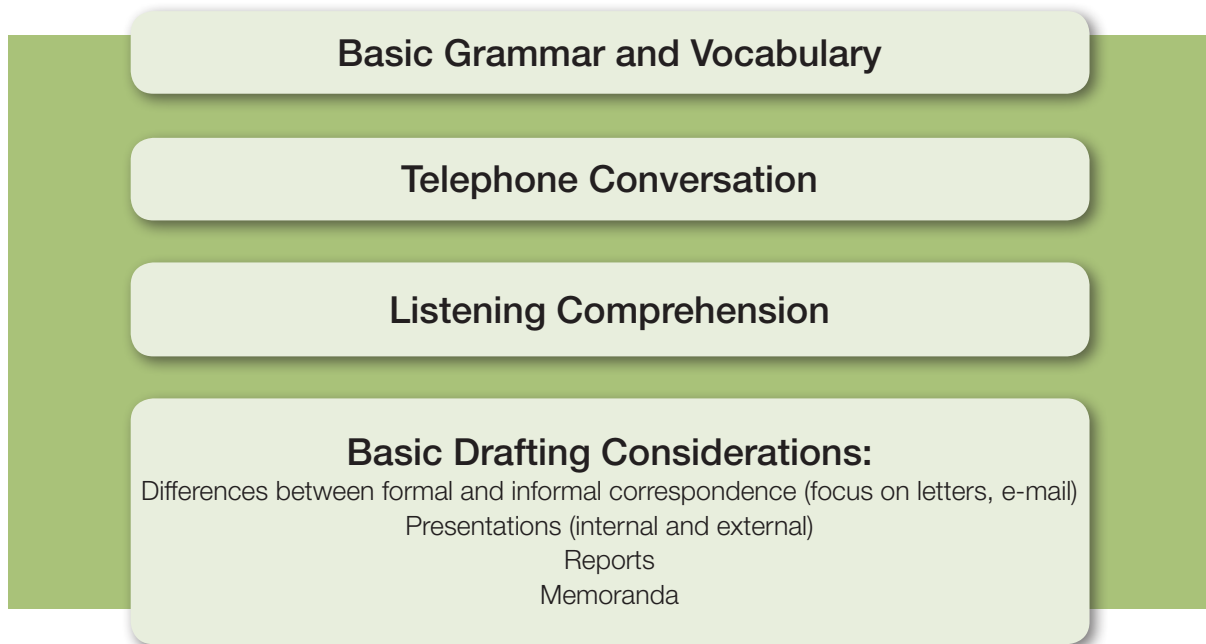 Basic Grammar and Vocabulary
Telephone Conversation
Listening Comprehension
Basic Drafting Considerations:
Differences between formal and informal correspondence (focus on letters, e-mail)
Presentations (internal and external)
Reports
Memoranda